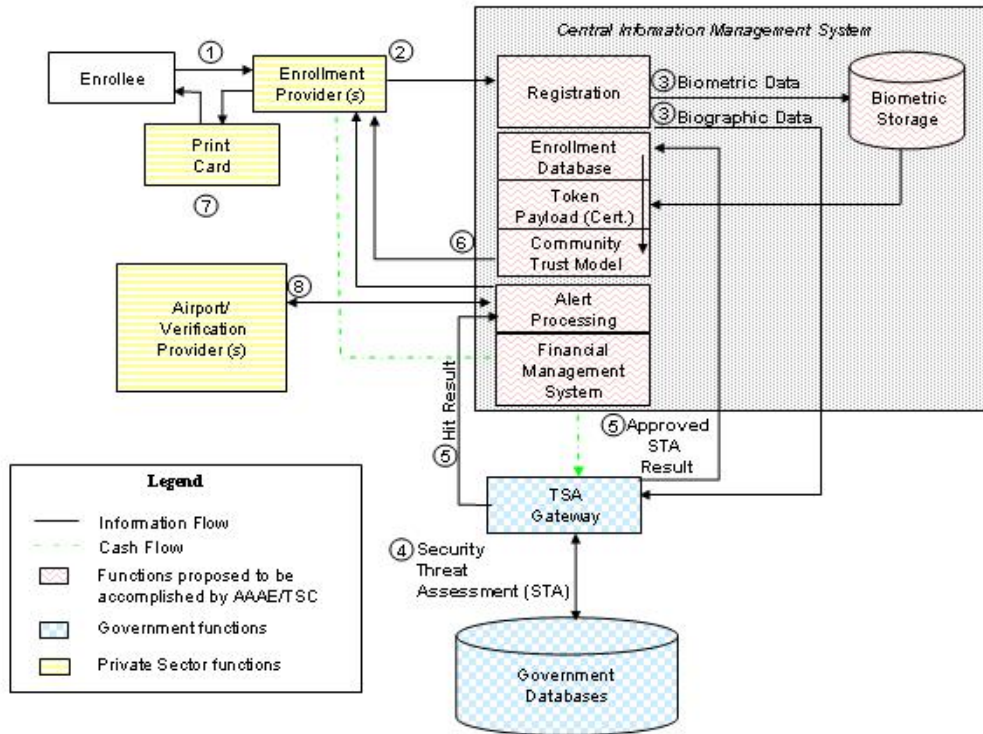 Central Information Management System
①
②
Enrollee
Enrollment
Provider(s)
Registration
③ Biometric Data
③ Biographic Data
Biometric
Storage
Print
Card
⑦
Enrollment
Database
Token
Payload (Cert.)
Community
Trust Model
⑥
⑧
Airport/
Verification
Provider(s)
Alert
Processing
Financial
Management
System
⑤ Hit Result
⑤ Approved
STA
Result
TSA
Gateway
④ Security
Threat
Assessment (STA)
Government
Databases
Legend
Information Flow
Cash Flow
Functions proposed to be
accomplished by AAAE/TSC
Government functions
Private Sector functions